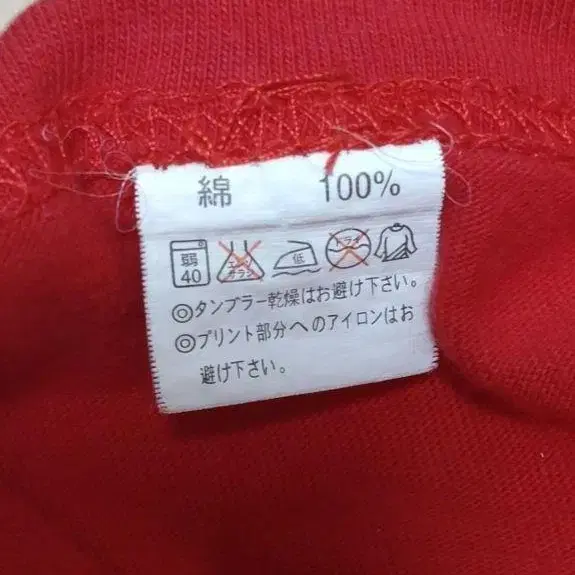 綿 100%
弱 40 エンソ サラシ 低 ドライ
◎タンブラー乾燥はお避け下さい。
◎プリント部分へのアイロンはお
避け下さい。